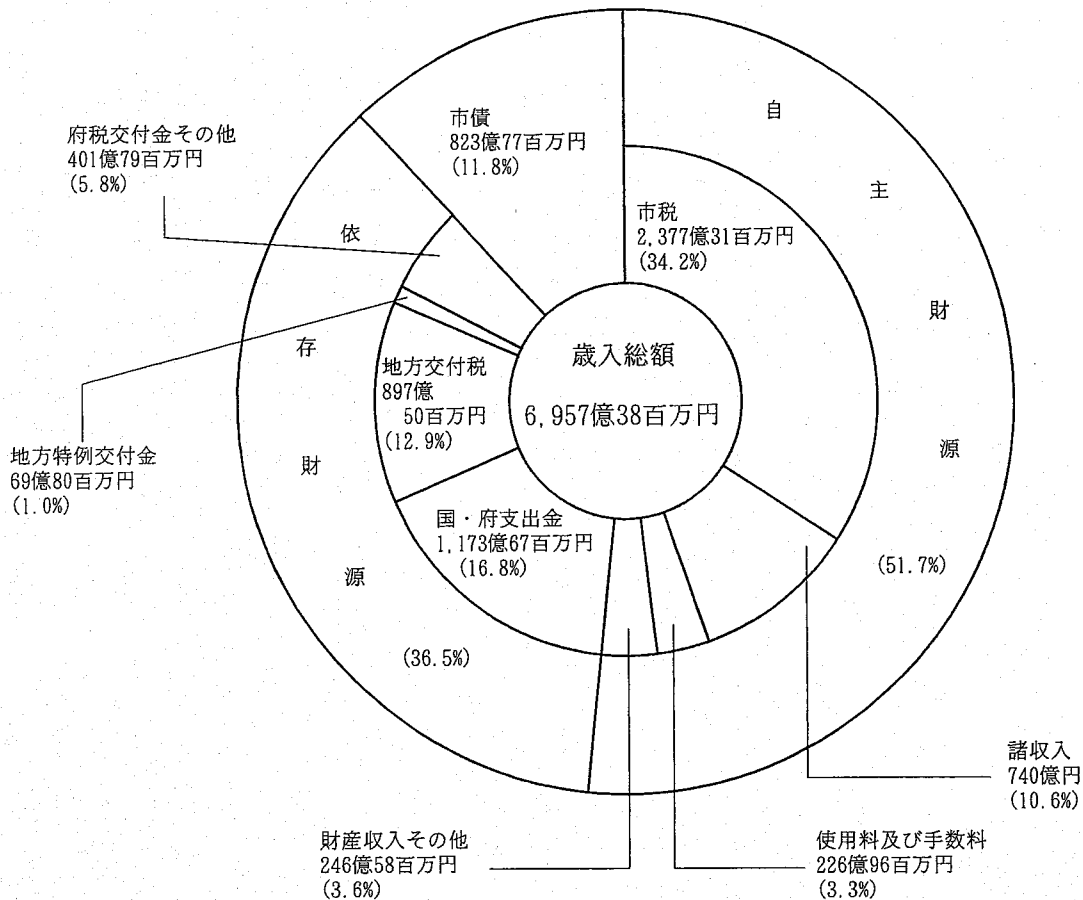 市債
823億77百万円
(11.8%)
府税交付金その他
401億79百万円
(5.8%)
地方特例交付金
69億80百万円
(1.0%)
地方交付税
897億
50百万円
(12.9%)
国・府支出金
1,173億67百万円
(16.8%)
依存財源
(36.5%)
歳入総額
6,957億38百万円
市税
2,377億31百万円
(34.2%)
自主財源
(51.7%)
諸収入
740億円
(10.6%)
使用料及び手数料
226億96百万円
(3.3%)
財産収入その他
246億58百万円
(3.6%)